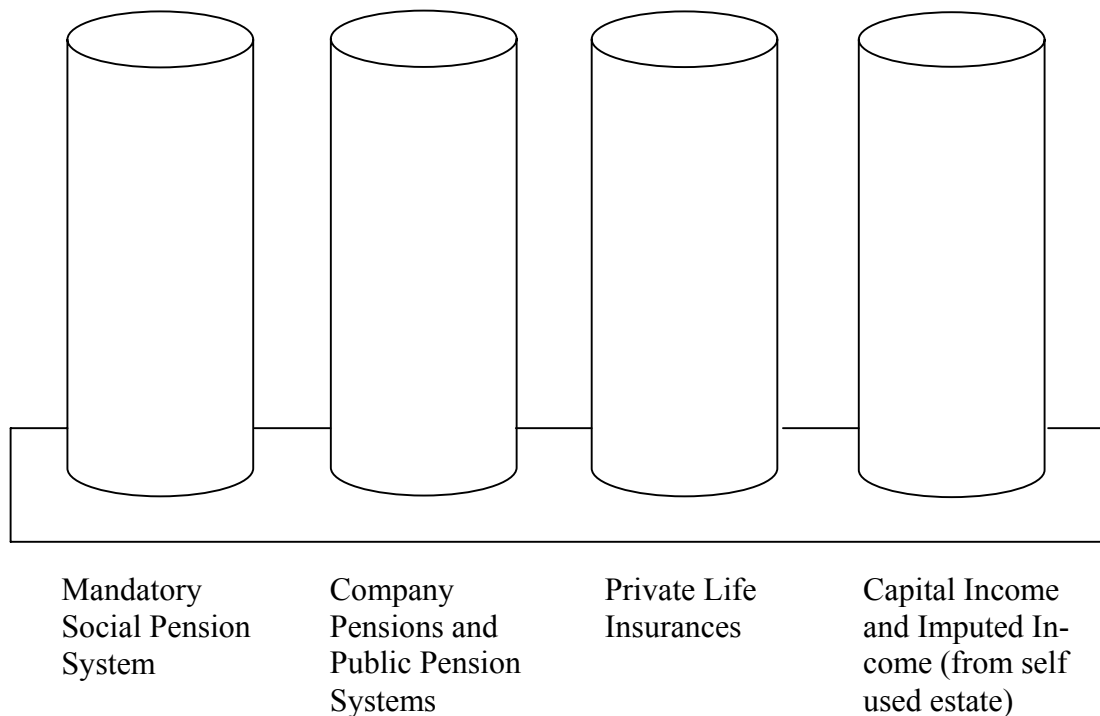 Mandatory
Social Pension
System
Company
Pensions and
Public Pension
Systems
Private Life
Insurances
Capital Income
and Imputed In-
come (from self
used estate)